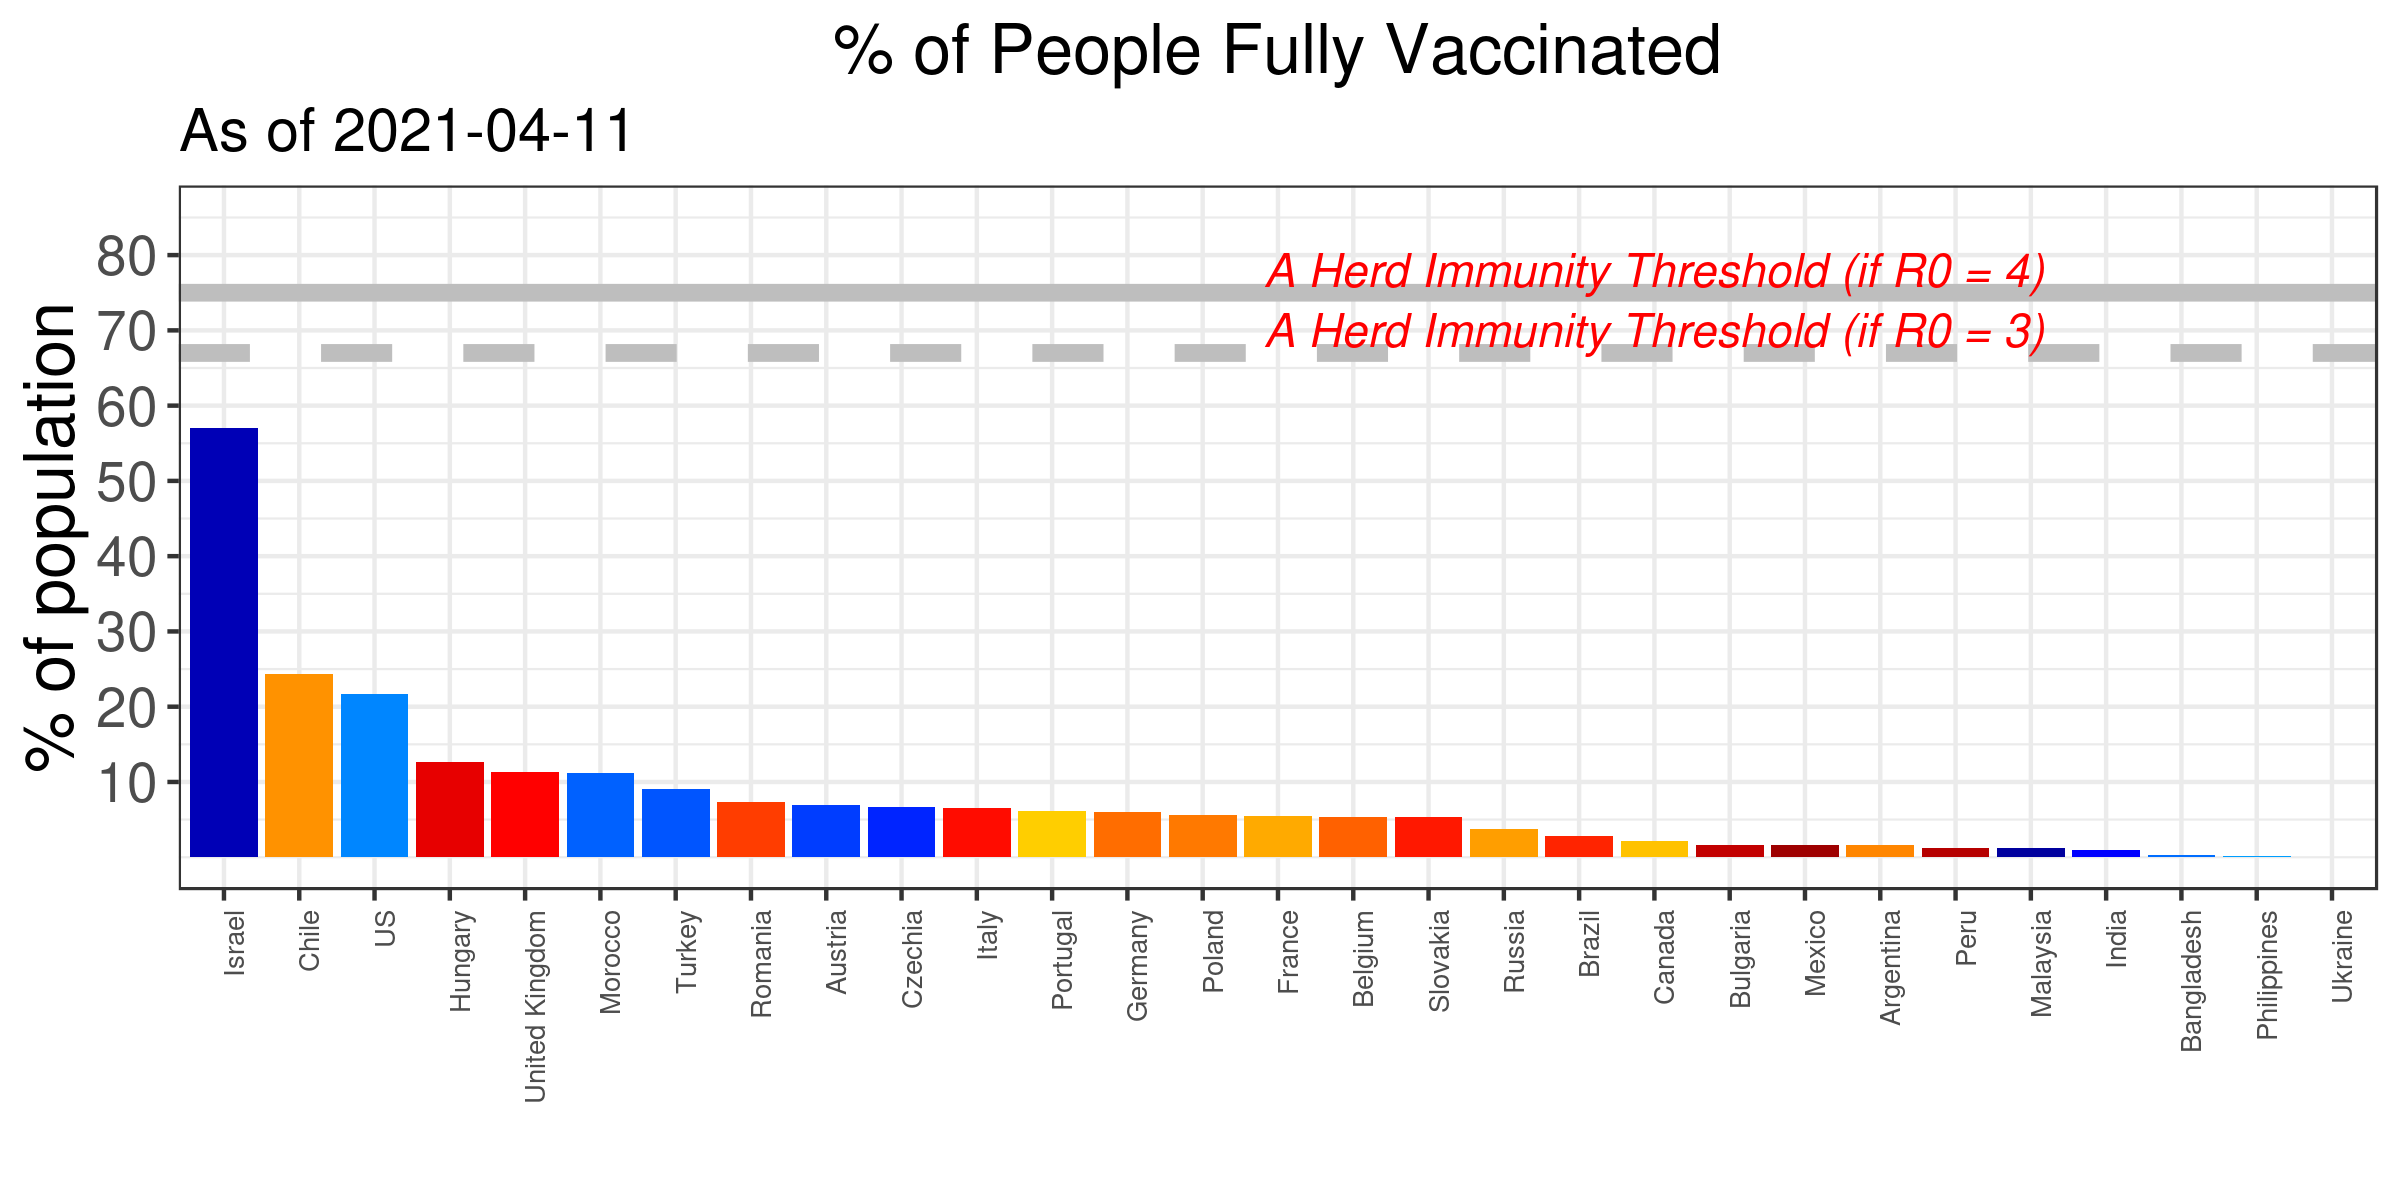 % of People Fully Vaccinated
As of 2021-04-11
% of population
80
70
60
50
40
30
20
10
A Herd Immunity Threshold (if R0 = 4)
A Herd Immunity Threshold (if R0 = 3)
Israel
Chile
US
Hungary
United Kingdom
Morocco
Turkey
Romania
Austria
Czechia
Italy
Portugal
Germany
Poland
France
Belgium
Slovakia
Russia
Brazil
Canada
Bulgaria
Mexico
Argentina
Peru
Malaysia
India
Bangladesh
Philippines
Ukraine